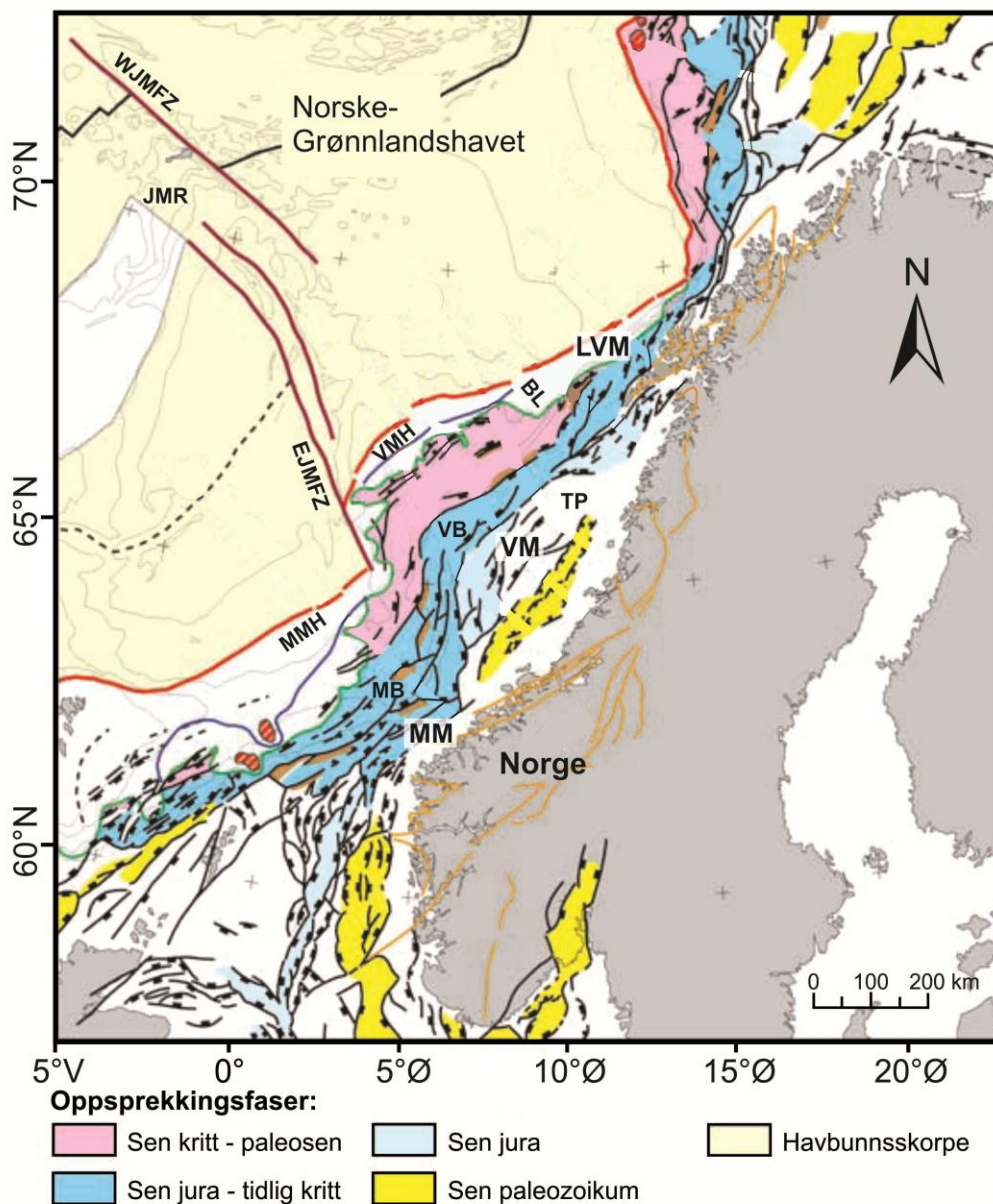 WJMFZ
Norske-
Grønnlandshavet
70°N
JMR
N
LVM
BL
VMH
EJMFZ
65°N
TP
VB
VM
MMH
MB
MM
Norge
60°N
0 100 200 km
5°V 0° 5°Ø 10°Ø 15°Ø 20°Ø
Oppsprekkingsfaser:
Sen kritt - paleosen
Sen jura
Havbunnsskorpe
Sen jura - tidlig kritt
Sen paleozoikum